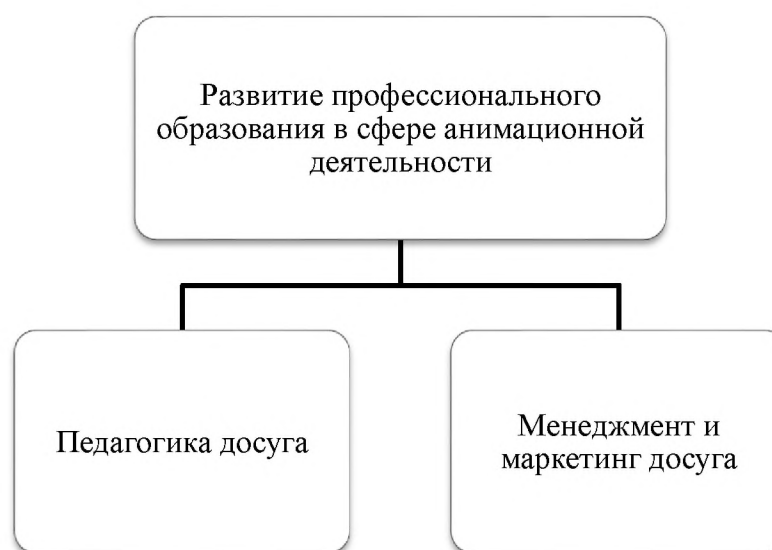 Развитие профессионального
образования в сфере анимационной
деятельности
Педагогика досуга
Менеджмент и
маркетинг досуга